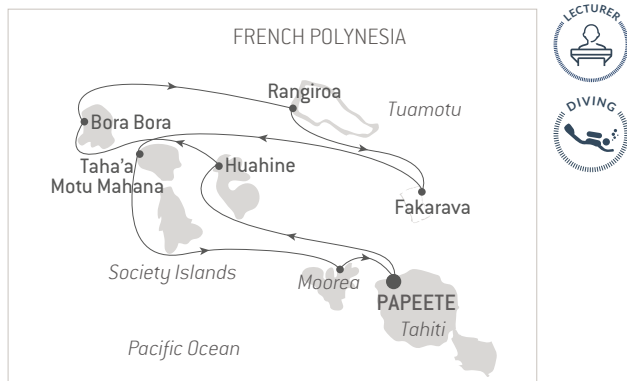 FRENCH POLYNESIA
LECTURER
Rangiroa
Tuamotu
Bora Bora
DIVING
Taha'a
Motu Mahana
Huahine
Fakarava
Society Islands
Moorea
PAPEETE
Tahiti
Pacific Ocean